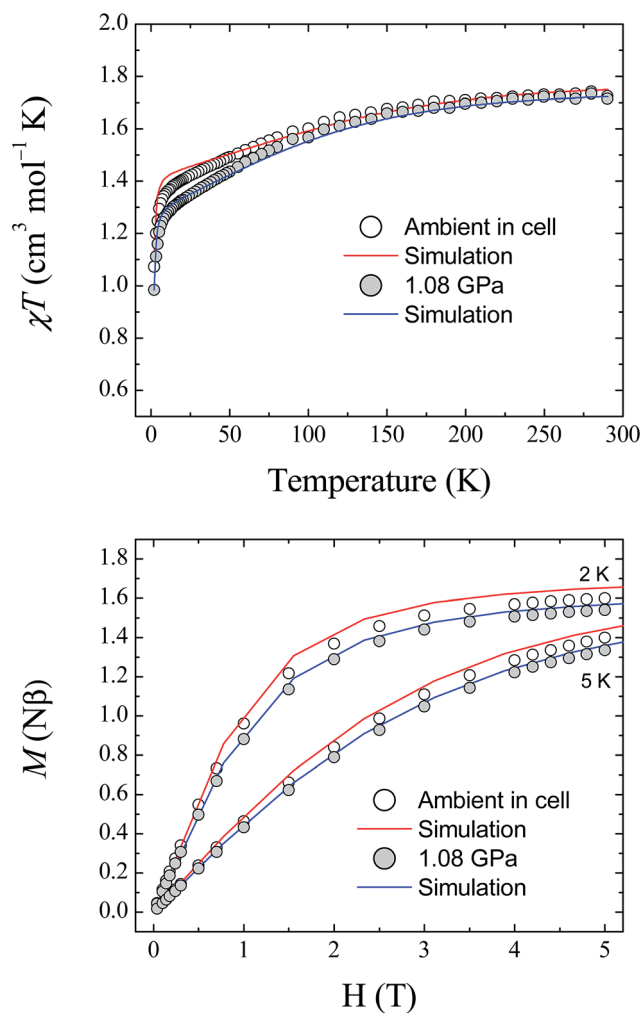 2.0
1.8
1.6
1.4
1.2
1.0
0.8
0.6
χT (cm³ mol⁻¹ K)
Ambient in cell
Simulation
1.08 GPa
Simulation
0 50 100 150 200 250 300
Temperature (K)
1.8
1.6
1.4
1.2
1.0
0.8
0.6
0.4
0.2
0.0
M (Nβ)
2 K
5 K
Ambient in cell
Simulation
1.08 GPa
Simulation
0 1 2 3 4 5
H (T)